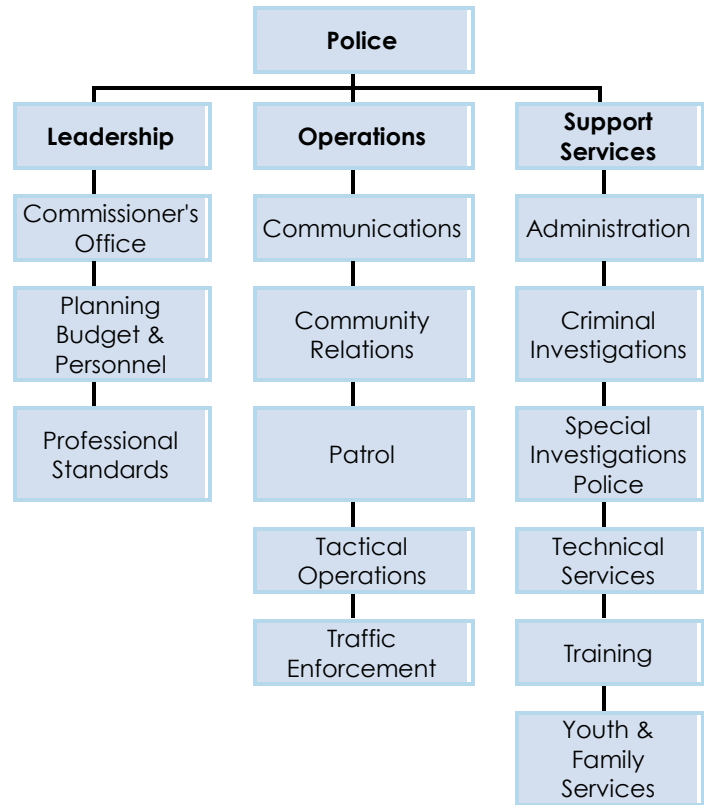 Police
Leadership
Commissioner's
Office
Planning
Budget &
Personnel
Professional
Standards
Operations
Communications
Community
Relations
Patrol
Tactical
Operations
Traffic
Enforcement
Support
Services
Administration
Criminal
Investigations
Special
Investigations
Police
Technical
Services
Training
Youth &
Family
Services